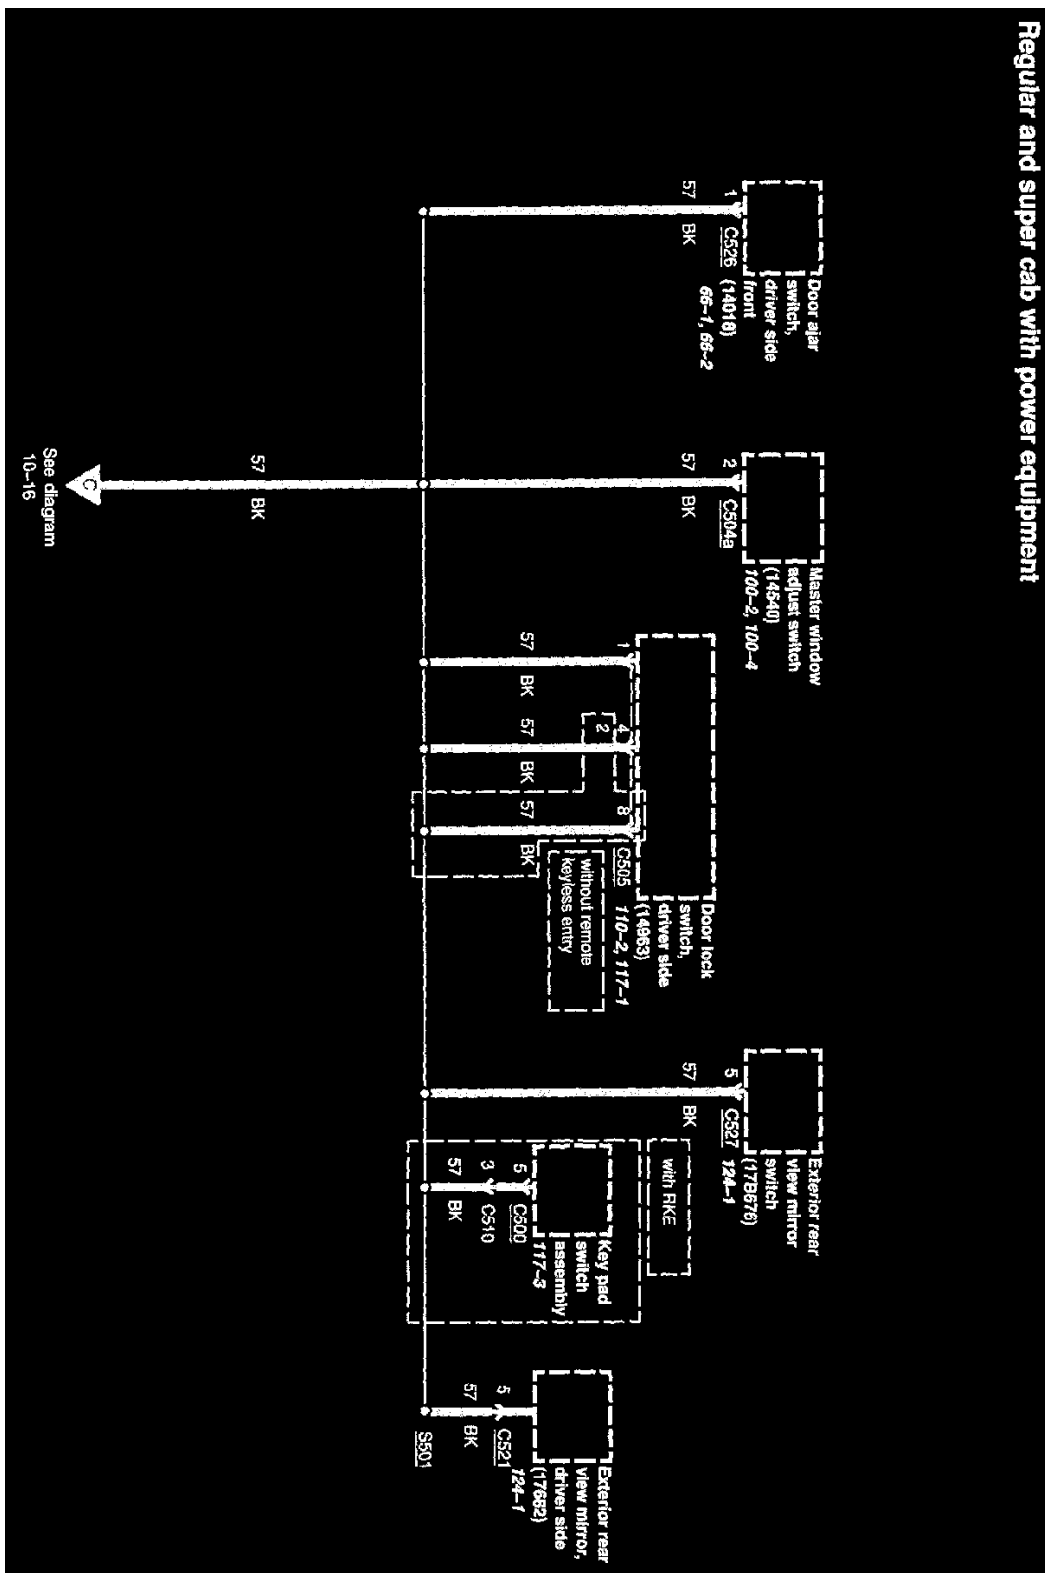 Regular and super cab with power equipment
Door ajar
switch,
driver side
front
(14018)
66–1, 66–2
1
C526
57
BK
Master window
adjust switch
(14540)
100–2, 100–4
2
C504a
57
BK
Door lock
switch,
driver side
(14963)
110–2, 117–1
1
4
2
8
C505
57
BK
57
BK
57
BK
without remote
keyless entry
Exterior rear
view mirror
switch
(17B676)
124–1
5
C527
57
BK
with RKE
Key pad
switch
assembly
117–3
5
C500
3
C510
57
BK
Exterior rear
view mirror,
driver side
(17682)
124–1
5
C521
57
BK
S501
57
BK
C
See diagram
10–16